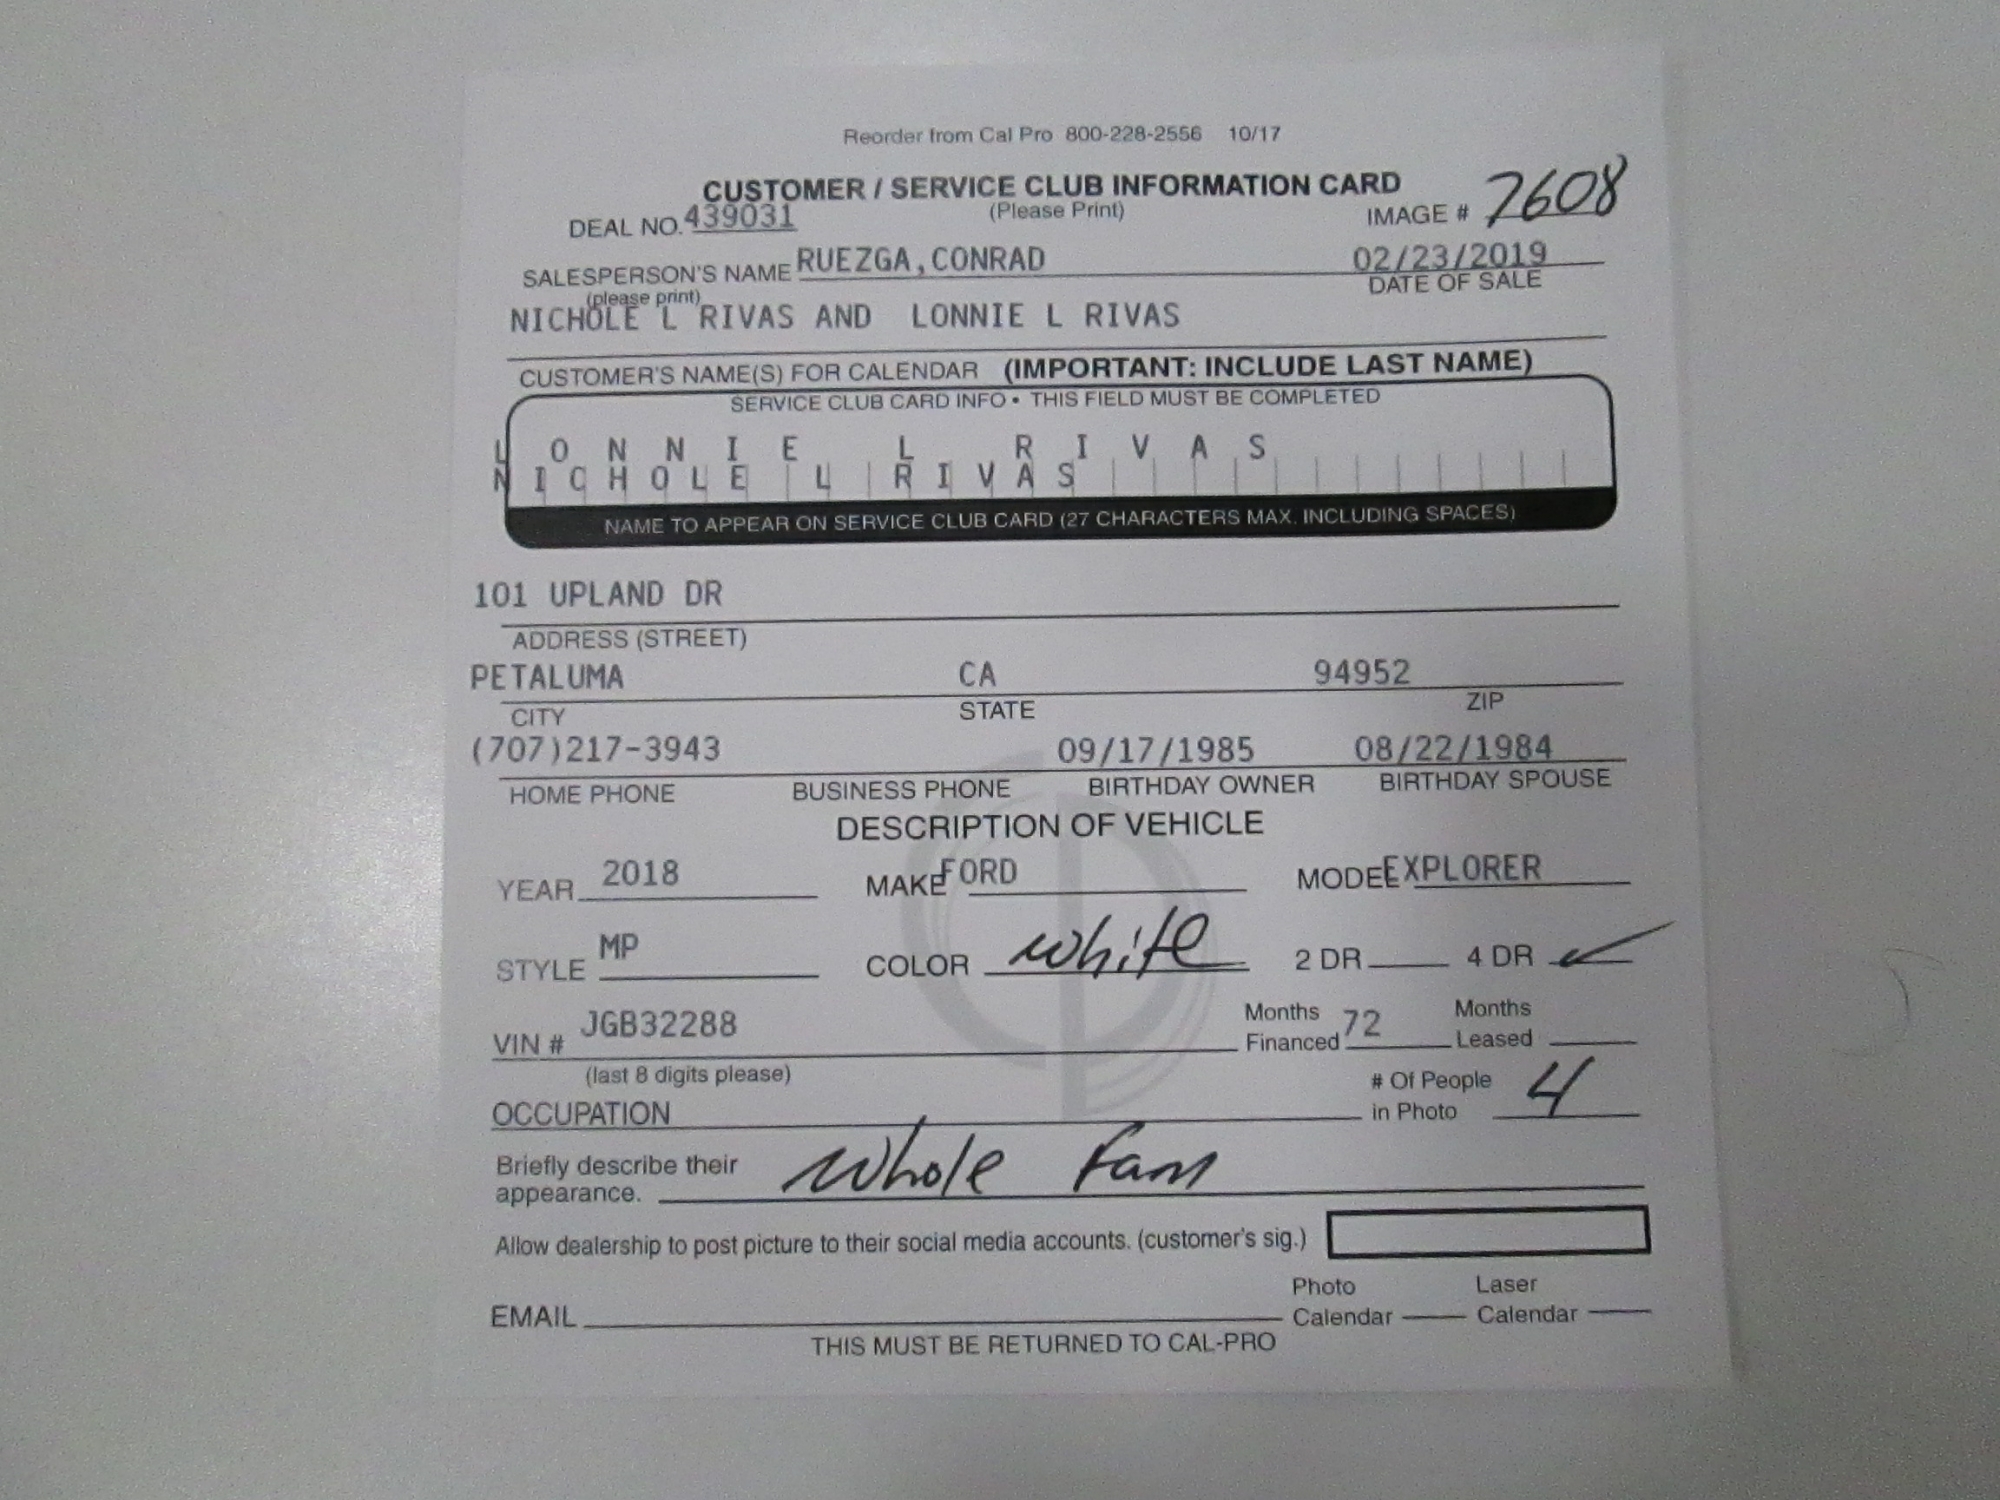 Reorder from Cal Pro 800-228-2556 10/17
CUSTOMER / SERVICE CLUB INFORMATION CARD
DEAL NO. 439031 (Please Print) IMAGE # 7608
SALESPERSON'S NAME RUEZGA, CONRAD 02/23/2019
(please print) DATE OF SALE
NICHOLE L RIVAS AND LONNIE L RIVAS
CUSTOMER'S NAME(S) FOR CALENDAR (IMPORTANT: INCLUDE LAST NAME)
SERVICE CLUB CARD INFO • THIS FIELD MUST BE COMPLETED
LONNIE L RIVAS
NICHOLE L RIVAS
NAME TO APPEAR ON SERVICE CLUB CARD (27 CHARACTERS MAX. INCLUDING SPACES)
101 UPLAND DR
ADDRESS (STREET)
PETALUMA CA 94952
CITY STATE ZIP
(707)217-3943 09/17/1985 08/22/1984
HOME PHONE BUSINESS PHONE BIRTHDAY OWNER BIRTHDAY SPOUSE
DESCRIPTION OF VEHICLE
YEAR 2018 MAKE FORD MODEL EXPLORER
STYLE MP COLOR White 2 DR 4 DR ✓
VIN # JGB32288 Months Financed 72 Months Leased
(last 8 digits please)
OCCUPATION # Of People in Photo 4
Briefly describe their appearance. Whole Fam
Allow dealership to post picture to their social media accounts. (customer's sig.)
EMAIL Photo Calendar Laser Calendar
THIS MUST BE RETURNED TO CAL-PRO